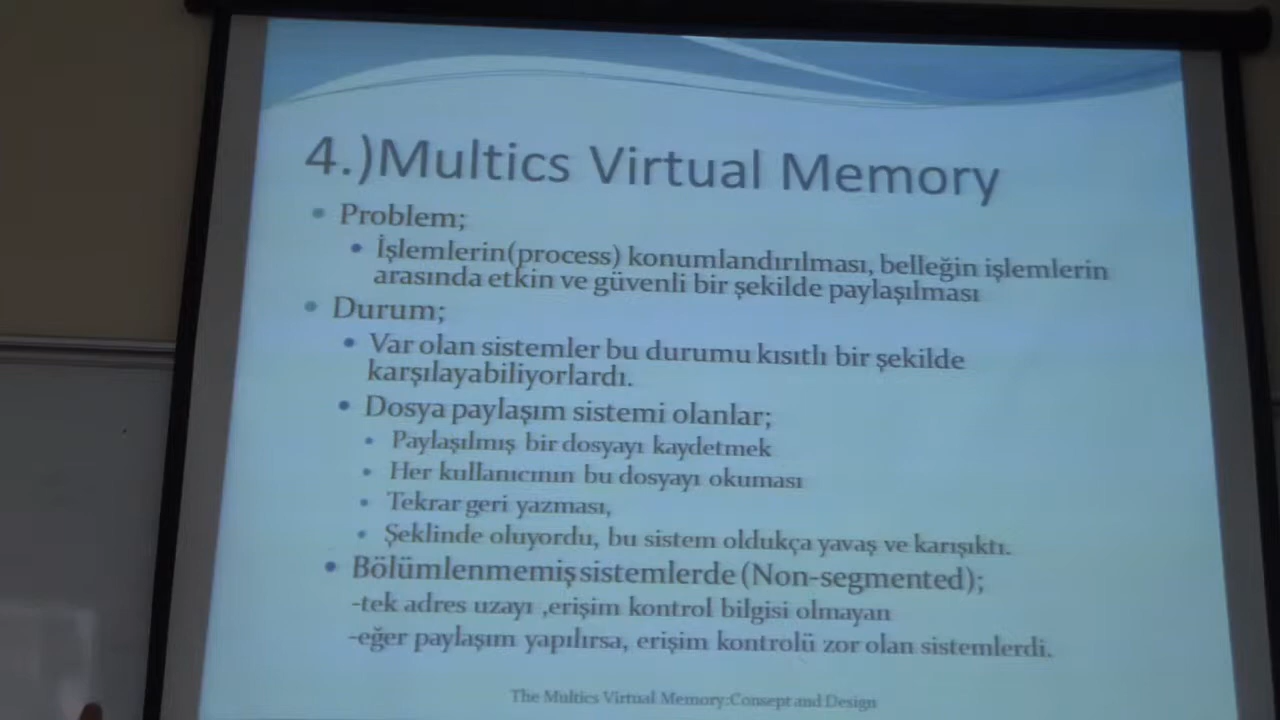 4.)Multics Virtual Memory
• Problem;
• İşlemlerin(process) konumlandırılması, belleğin işlemlerin
arasında etkin ve güvenli bir şekilde paylaşılması
• Durum;
• Var olan sistemler bu durumu kısıtlı bir şekilde
karşılayabiliyorlardı.
• Dosya paylaşım sistemi olanlar;
• Paylaşılmış bir dosyayı kaydetmek
• Her kullanıcının bu dosyayı okuması
• Tekrar geri yazması,
• Şeklinde oluyordu, bu sistem oldukça yavaş ve karışıktı.
• Bölümlenmemiş sistemlerde (Non-segmented);
-tek adres uzayı ,erişim kontrol bilgisi olmayan
-eğer paylaşım yapılırsa, erişim kontrolü zor olan sistemlerdi.
The Multics Virtual Memory:Consept and Design